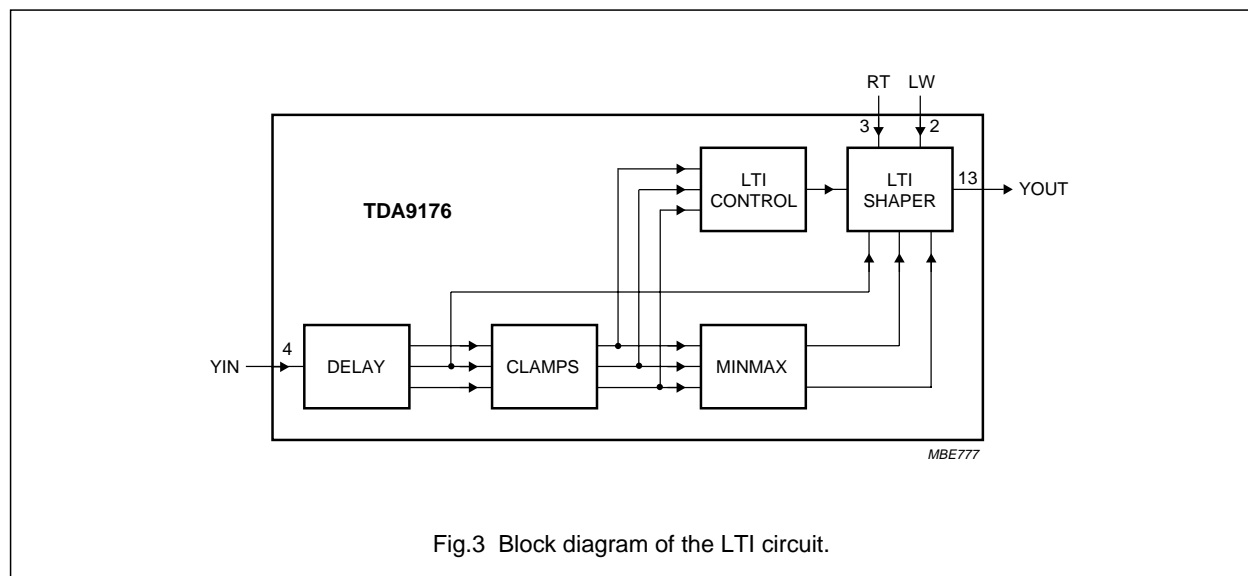 RT LW
3 2
LTI
CONTROL
LTI
SHAPER
13
YOUT
TDA9176
YIN
4
DELAY
CLAMPS
MINMAX
MBE777
Fig.3 Block diagram of the LTI circuit.